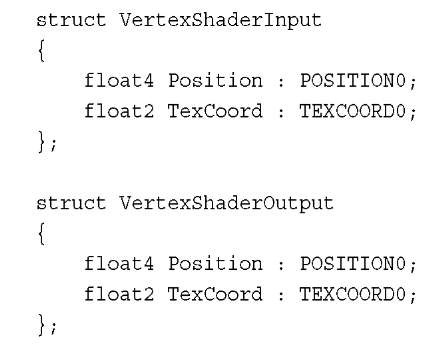 struct VertexShaderInput
{
    float4 Position : POSITION0;
    float2 TexCoord : TEXCOORD0;
};

struct VertexShaderOutput
{
    float4 Position : POSITION0;
    float2 TexCoord : TEXCOORD0;
};